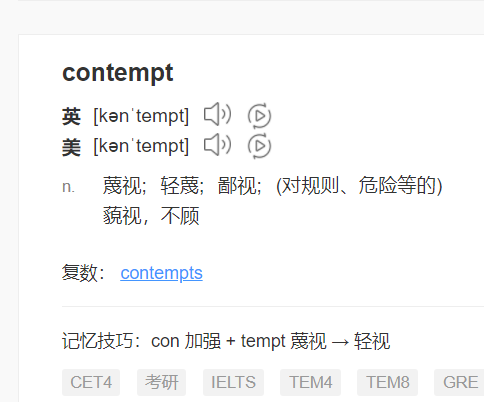 contempt
英 [kənˈtempt]
美 [kənˈtempt]
n. 蔑视；轻蔑；鄙视；(对规则、危险等的)
藐视，不顾
复数： contempts
记忆技巧：con 加强 + tempt 蔑视 → 轻视
CET4 考研 IELTS TEM4 TEM8 GRE